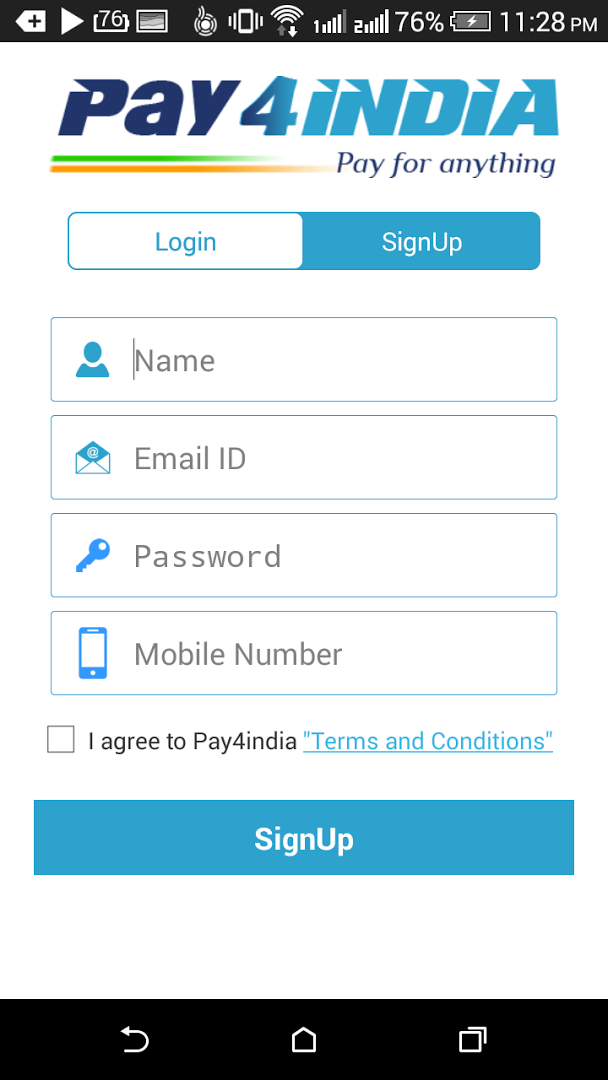 76 1 2 76% 11:28 PM
Pay4INDIA
Pay for anything
Login SignUp
Name
@ Email ID
Password
Mobile Number
I agree to Pay4india "Terms and Conditions"
SignUp